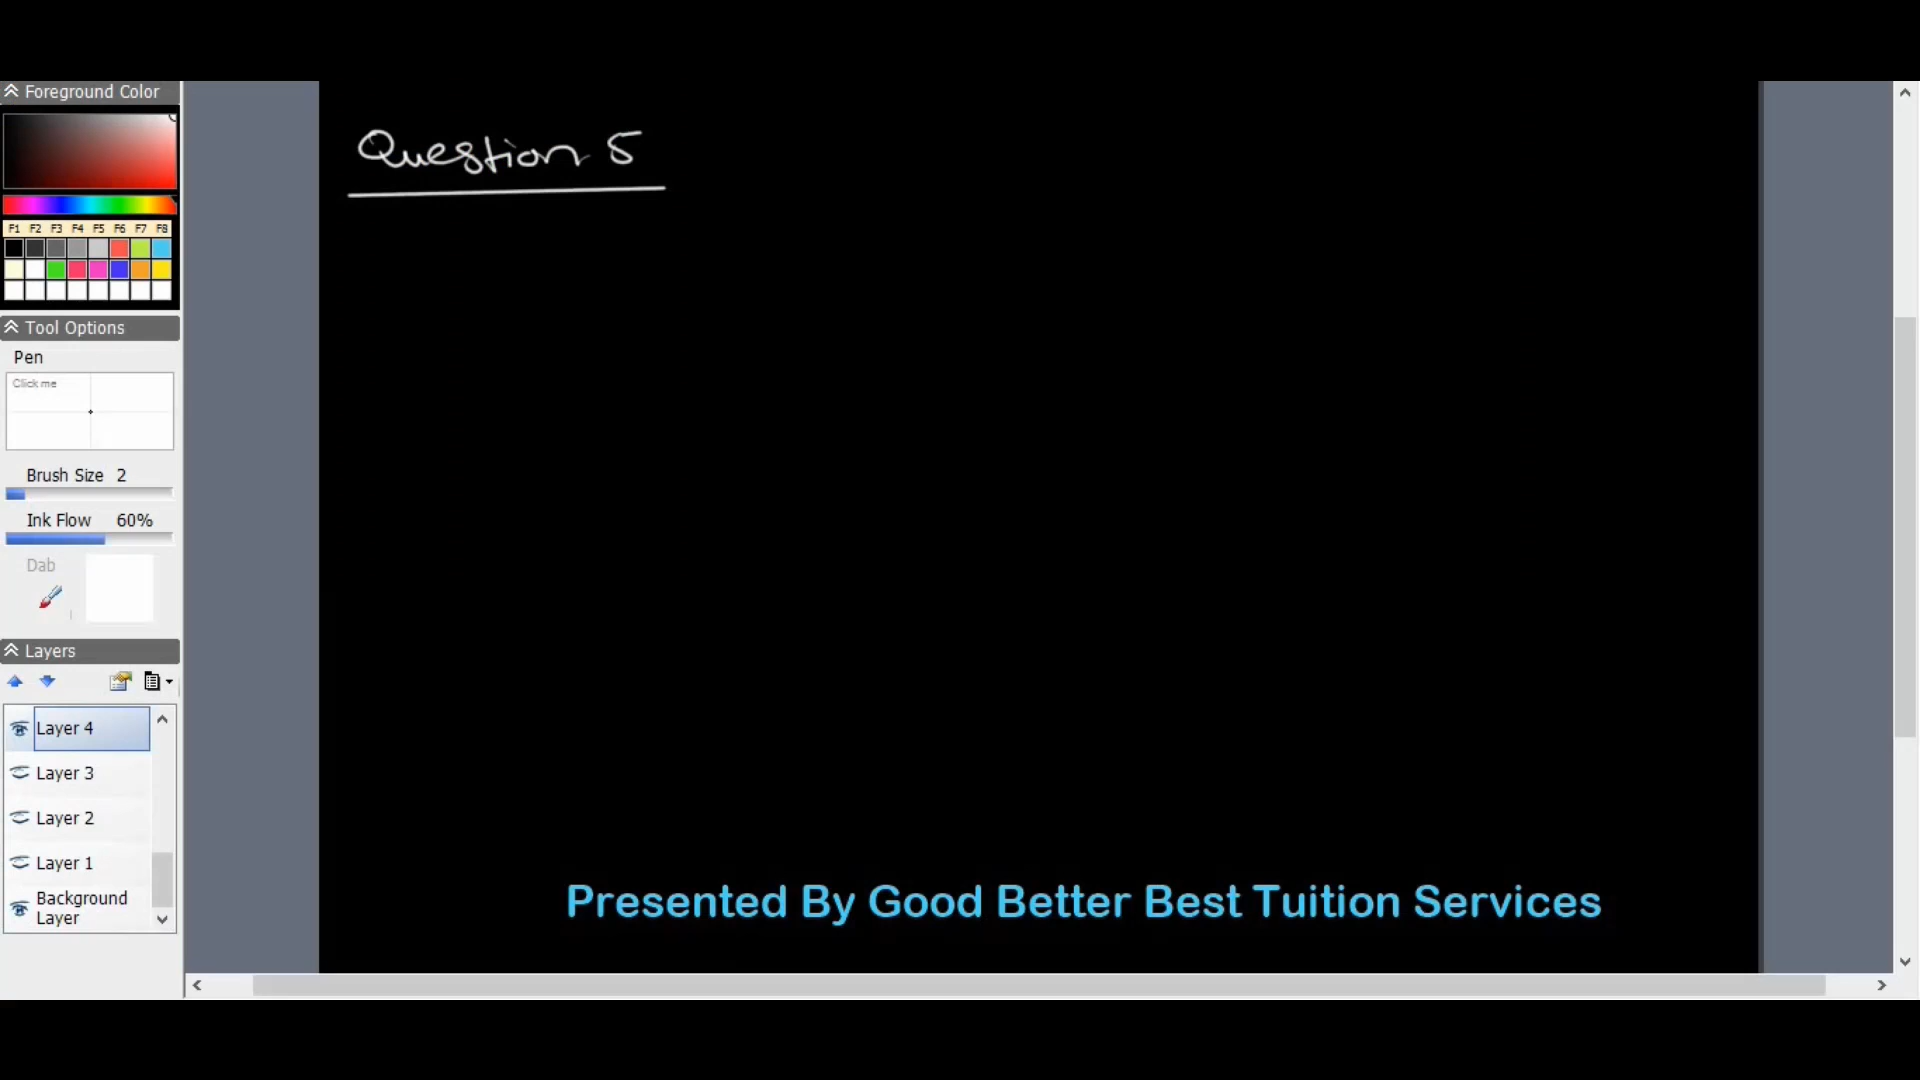 Foreground Color
Question 5
F1 F2 F3 F4 F5 F6 F7 F8
Tool Options
Pen
Click me
Brush Size 2
Ink Flow 60%
Dab
Layers
Layer 4
Layer 3
Layer 2
Layer 1
Background
Layer
Presented By Good Better Best Tuition Services